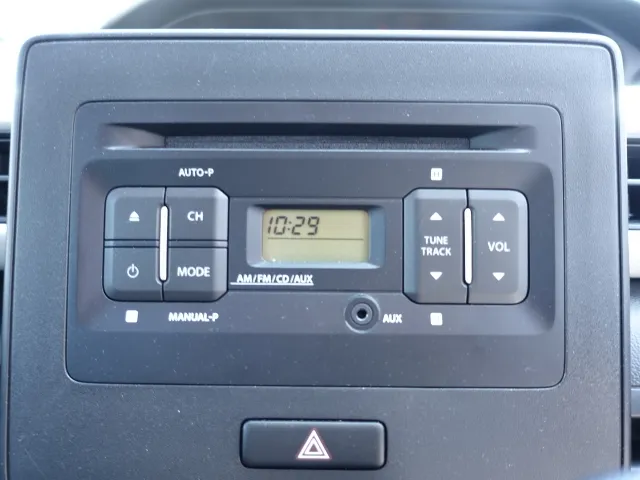 AUTO-P
CH
MODE
10:29
AM/FM/CD/AUX
TUNE
TRACK
VOL
MANUAL-P
AUX